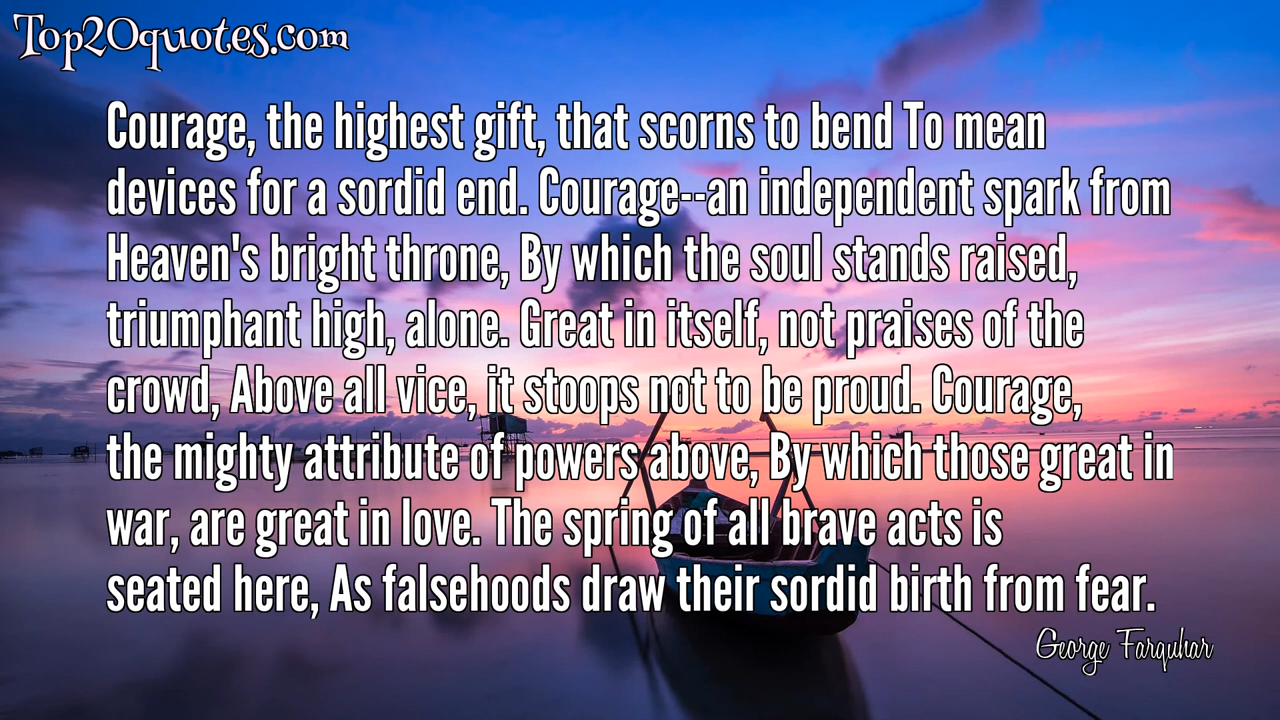 Top20quotes.com
Courage, the highest gift, that scorns to bend To mean
devices for a sordid end. Courage--an independent spark from
Heaven's bright throne, By which the soul stands raised,
triumphant high, alone. Great in itself, not praises of the
crowd, Above all vice, it stoops not to be proud. Courage,
the mighty attribute of powers above, By which those great in
war, are great in love. The spring of all brave acts is
seated here, As falsehoods draw their sordid birth from fear.
George Farquhar